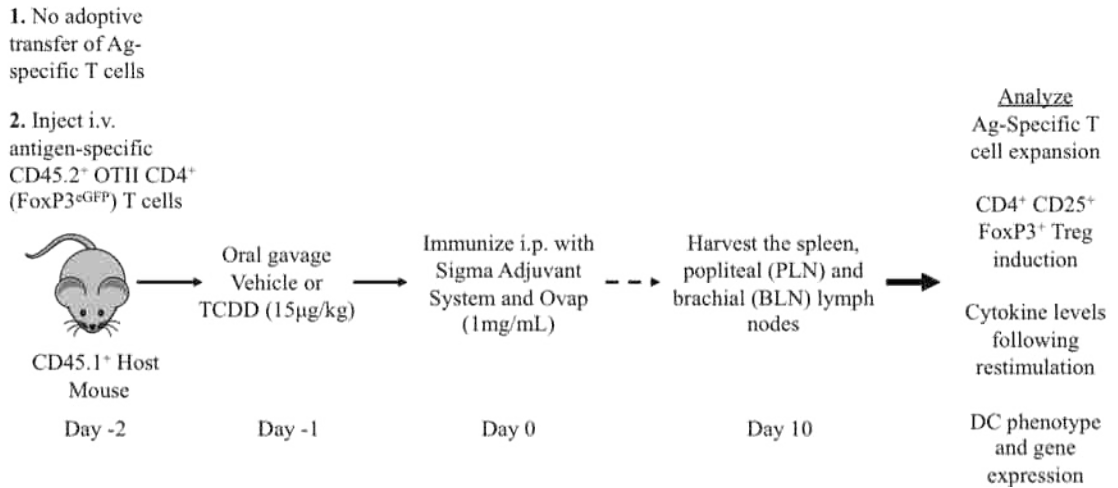 1. No adoptive
transfer of Ag-
specific T cells
2. Inject i.v.
antigen-specific
CD45.2⁺ OTII CD4⁺
(FoxP3ᵉᴳᶠᴾ) T cells
CD45.1⁺ Host
Mouse
Day -2
Oral gavage
Vehicle or
TCDD (15μg/kg)
Day -1
Immunize i.p. with
Sigma Adjuvant
System and Ovap
(1mg/mL)
Day 0
Harvest the spleen,
popliteal (PLN) and
brachial (BLN) lymph
nodes
Day 10
Analyze
Ag-Specific T
cell expansion
CD4⁺ CD25⁺
FoxP3⁺ Treg
induction
Cytokine levels
following
restimulation
DC phenotype
and gene
expression